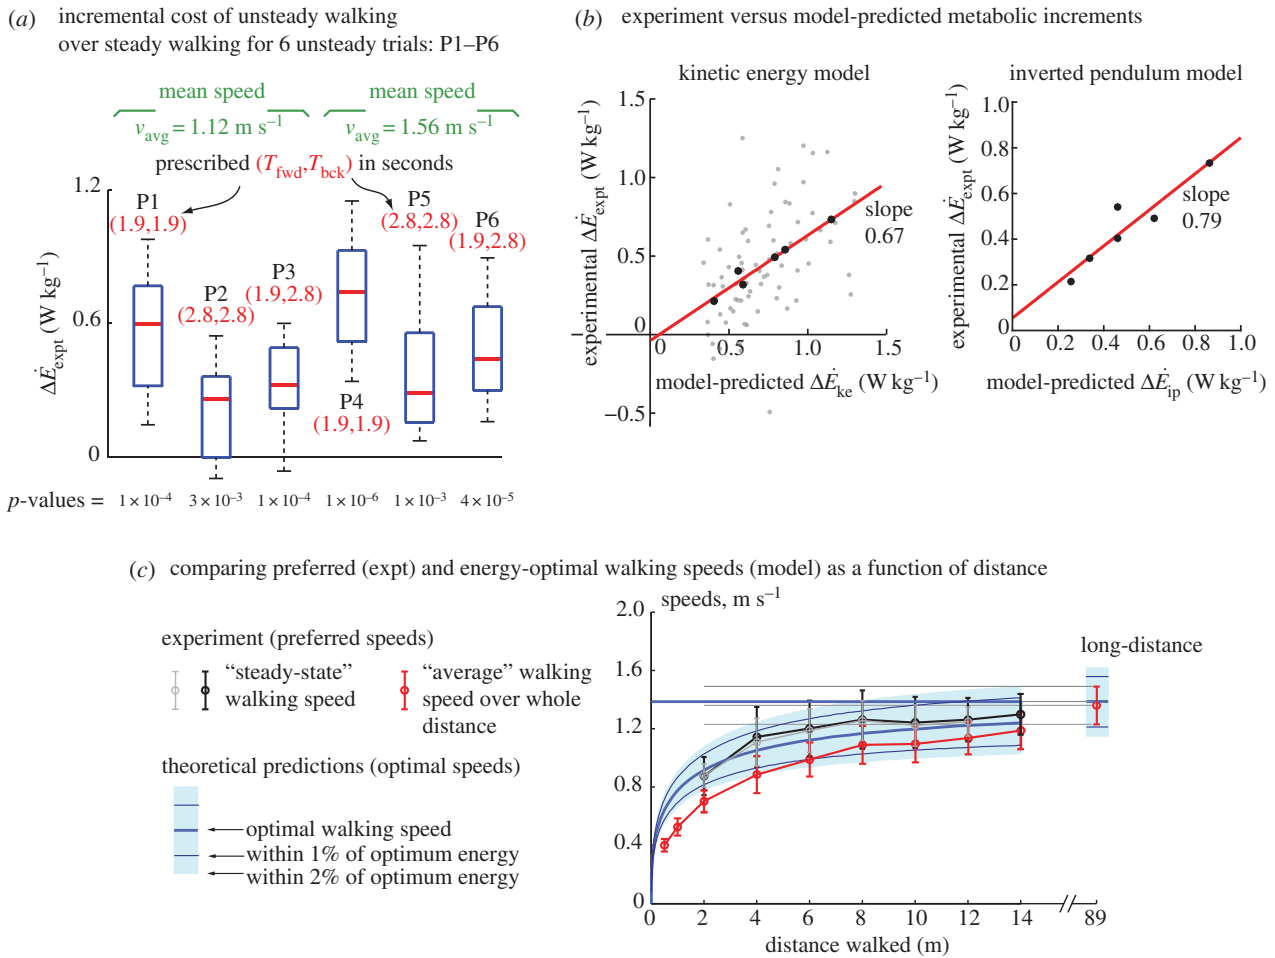 (a) incremental cost of unsteady walking
over steady walking for 6 unsteady trials: P1–P6
mean speed
v_avg = 1.12 m s⁻¹
mean speed
v_avg = 1.56 m s⁻¹
prescribed (T_fwd,T_bck) in seconds
1.2
0.6
0
ΔĖ_expt (W kg⁻¹)
P1
(1.9,1.9)
P2
(2.8,2.8)
P3
(1.9,2.8)
P4
(1.9,1.9)
P5
(2.8,2.8)
P6
(1.9,2.8)
p-values = 1 × 10⁻⁴ 3 × 10⁻³ 1 × 10⁻⁴ 1 × 10⁻⁶ 1 × 10⁻³ 4 × 10⁻⁵
(b) experiment versus model-predicted metabolic increments
kinetic energy model
experimental ΔĖ_expt (W kg⁻¹)
1.5
1.0
0.5
0
−0.5
slope
0.67
0 0.5 1.0 1.5
model-predicted ΔĖ_ke (W kg⁻¹)
inverted pendulum model
experimental ΔĖ_expt (W kg⁻¹)
1.0
0.8
0.6
0.4
0.2
0
slope
0.79
0 0.2 0.4 0.6 0.8 1.0
model-predicted ΔĖ_ip (W kg⁻¹)
(c) comparing preferred (expt) and energy-optimal walking speeds (model) as a function of distance
experiment (preferred speeds)
“steady-state”
walking speed
“average” walking
speed over whole
distance
theoretical predictions (optimal speeds)
optimal walking speed
within 1% of optimum energy
within 2% of optimum energy
speeds, m s⁻¹
2.0
1.6
1.2
0.8
0.4
0
long-distance
0 2 4 6 8 10 12 14 89
distance walked (m)